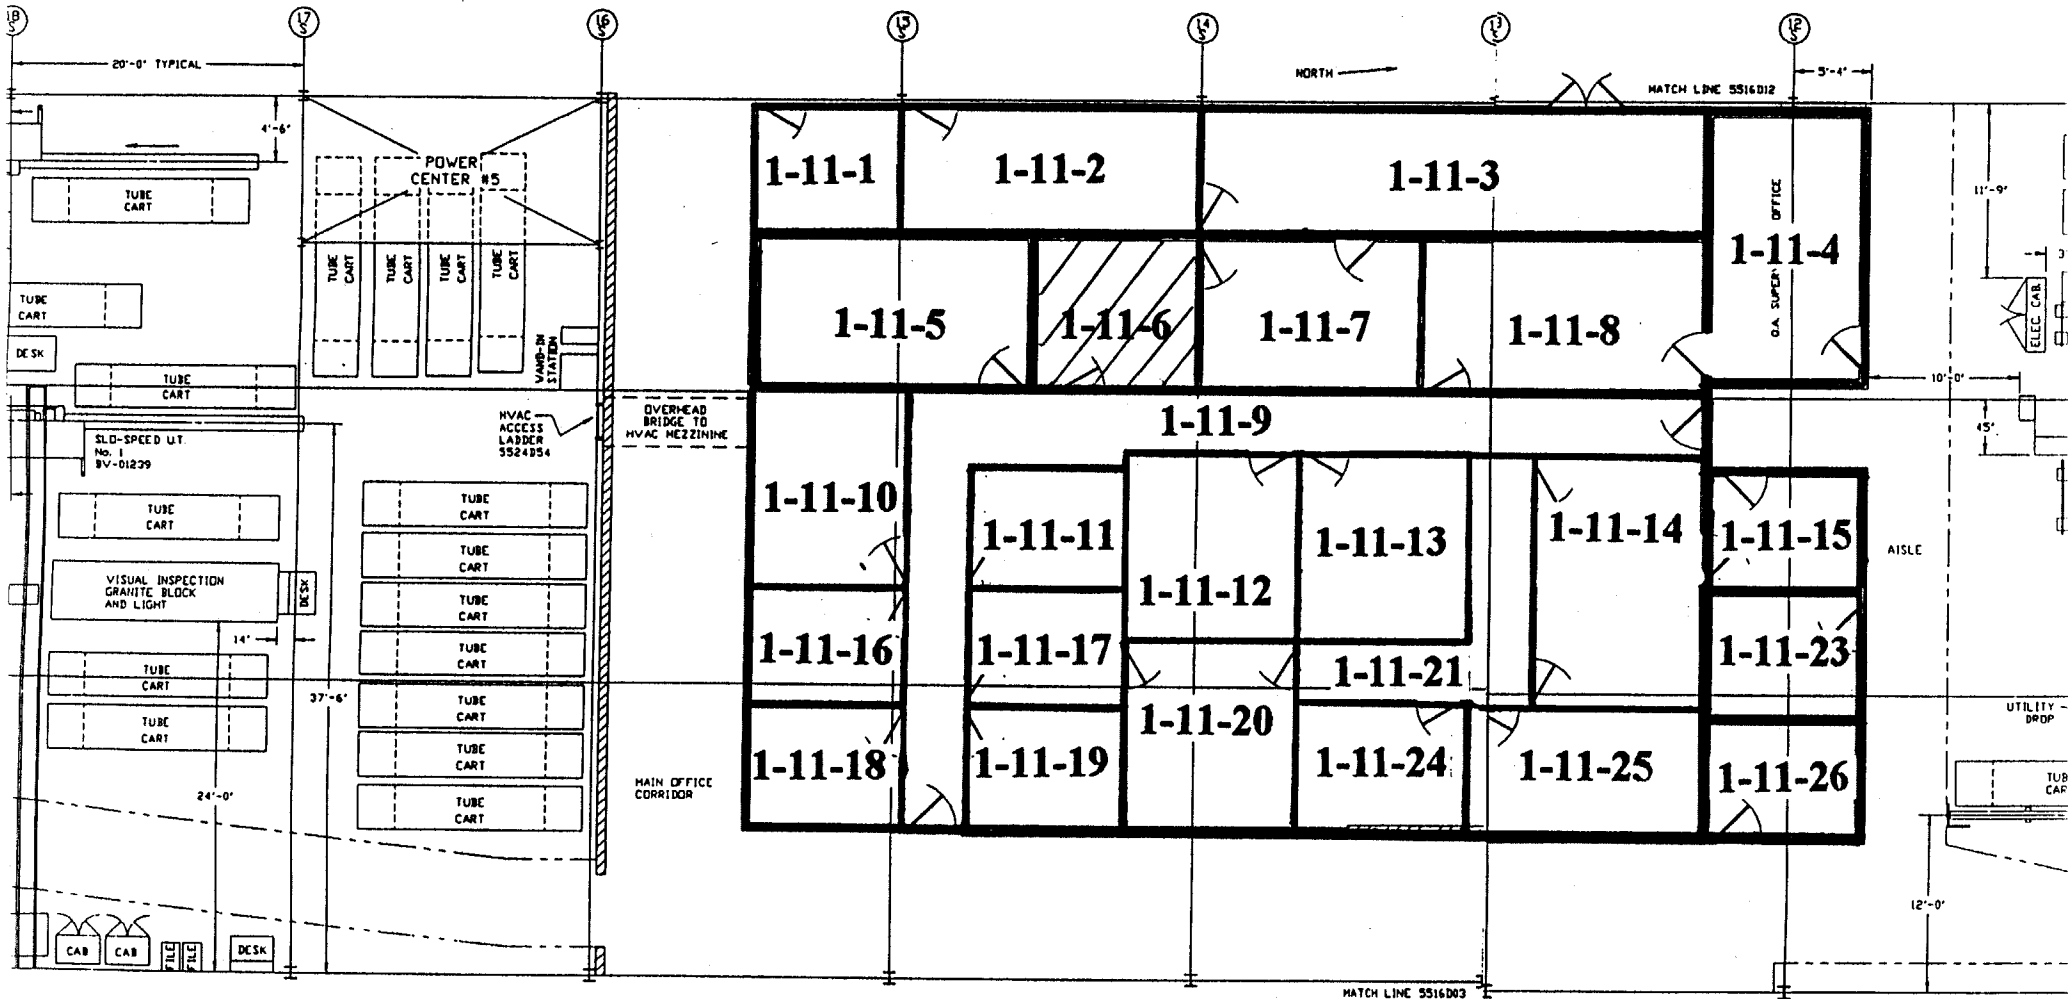 18
S
17
S
16
S
15
S
14
S
13
S
12
S
20'-0" TYPICAL
NORTH
5'-4"
MATCH LINE 5516D12
4'-6"
POWER
CENTER #5
TUBE
CART
TUBE
CART
TUBE
CART
TUBE
CART
TUBE
CART
TUBE
CART
DESK
TUBE
CART
WAND-IN
STATION
HVAC
ACCESS
LADDER
5524D54
OVERHEAD
BRIDGE TO
HVAC MEZZININE
SLO-SPEED U.T.
No. 1
BV-01239
TUBE
CART
VISUAL INSPECTION
GRANITE BLOCK
AND LIGHT
DESK
14"
TUBE
CART
TUBE
CART
37'-6"
24'-0"
TUBE
CART
TUBE
CART
TUBE
CART
TUBE
CART
TUBE
CART
TUBE
CART
TUBE
CART
CAB
CAB
FILE
FILE
DESK
MAIN OFFICE
CORRIDOR
1-11-1
1-11-2
1-11-3
1-11-4
Q.A. SUPERV OFFICE
1-11-5
1-11-6
1-11-7
1-11-8
1-11-9
1-11-10
1-11-11
1-11-12
1-11-13
1-11-14
1-11-15
1-11-16
1-11-17
1-11-18
1-11-19
1-11-20
1-11-21
1-11-23
1-11-24
1-11-25
1-11-26
11'-9"
ELEC. CAB.
10'-0"
45"
AISLE
UTILITY
DROP
TUB
CAR
12'-0"
MATCH LINE 5516D03